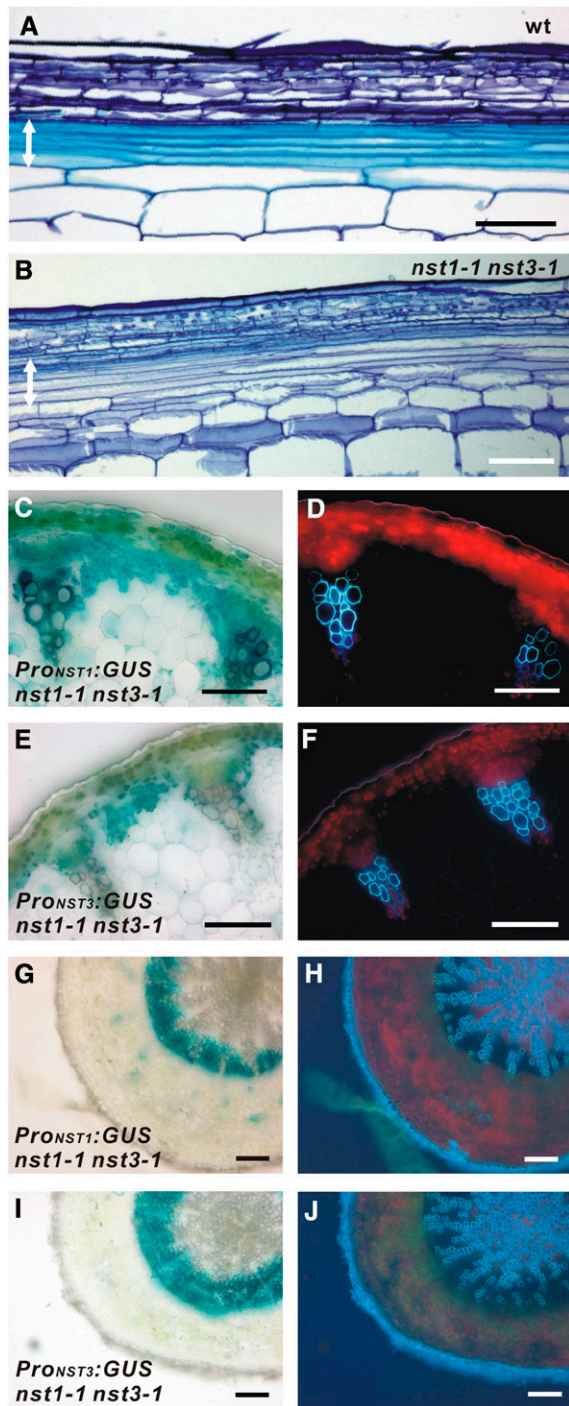 A
wt
B
nst1-1 nst3-1
C
ProNST1:GUS
nst1-1 nst3-1
D
E
ProNST3:GUS
nst1-1 nst3-1
F
G
ProNST1:GUS
nst1-1 nst3-1
H
I
ProNST3:GUS
nst1-1 nst3-1
J